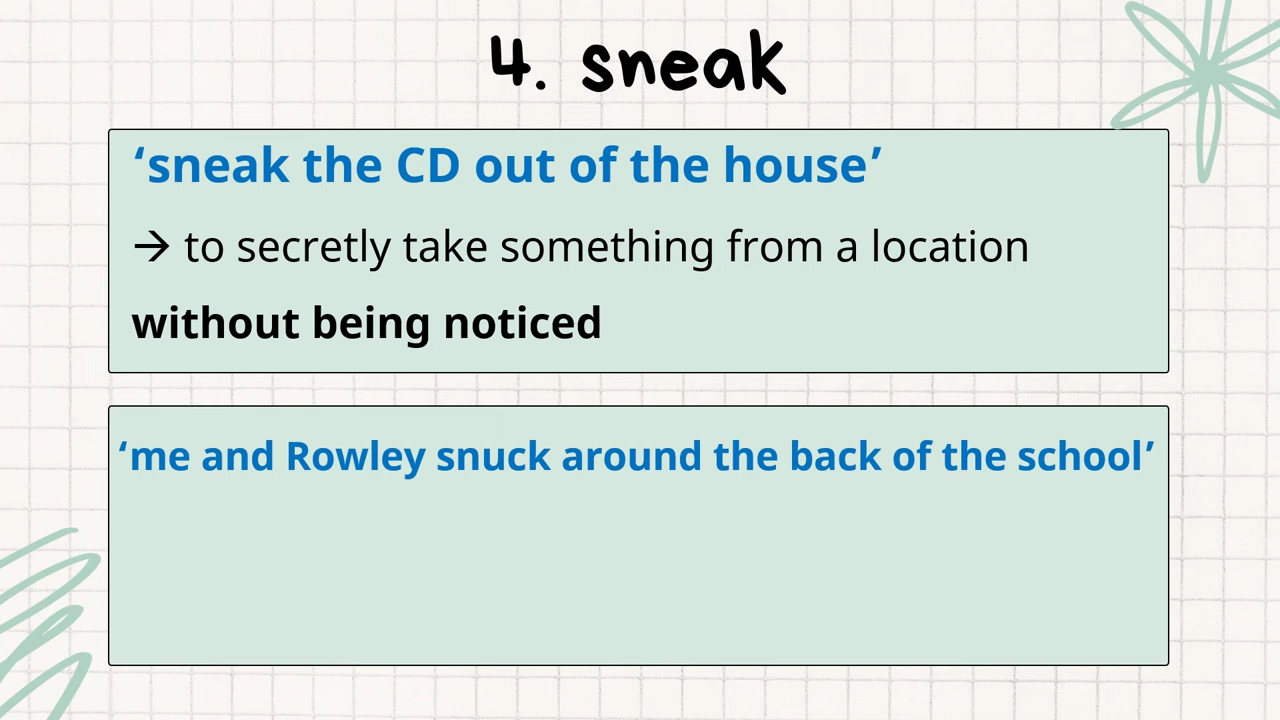 4. sneak
‘sneak the CD out of the house’
→ to secretly take something from a location
without being noticed
‘me and Rowley snuck around the back of the school’